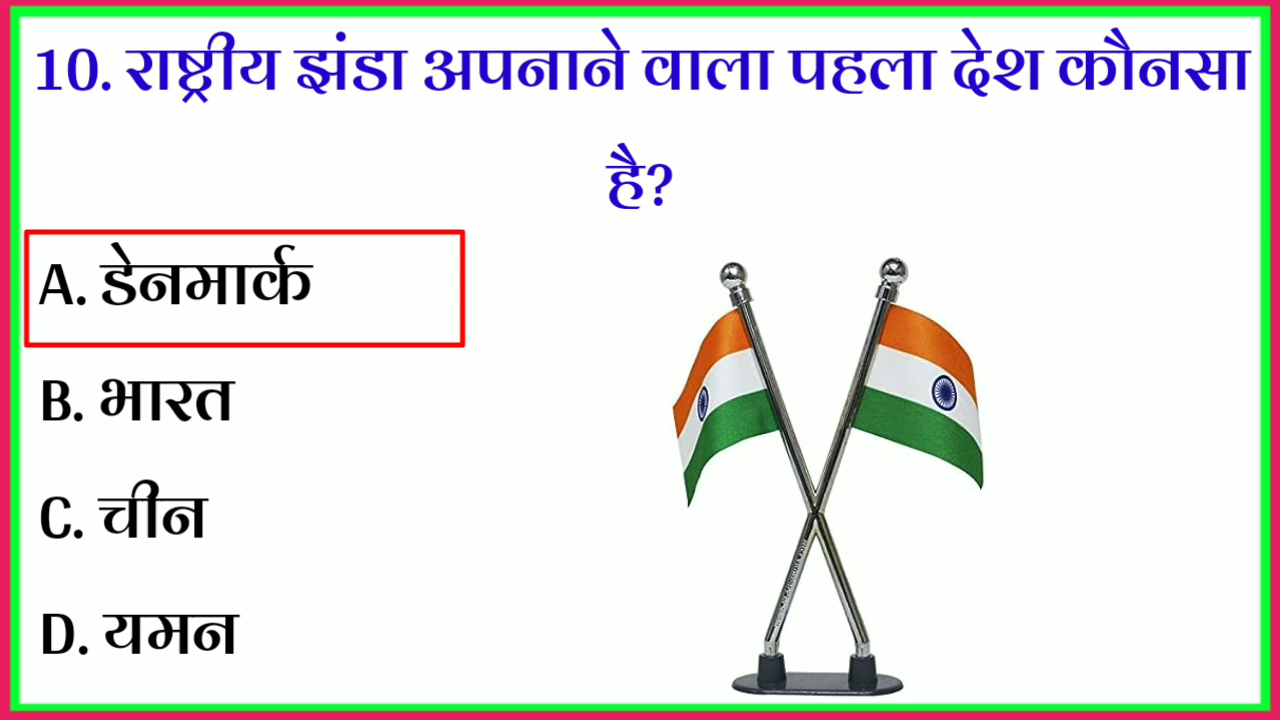 10. राष्ट्रीय झंडा अपनाने वाला पहला देश कौनसा
है?
A. डेनमार्क
B. भारत
C. चीन
D. यमन